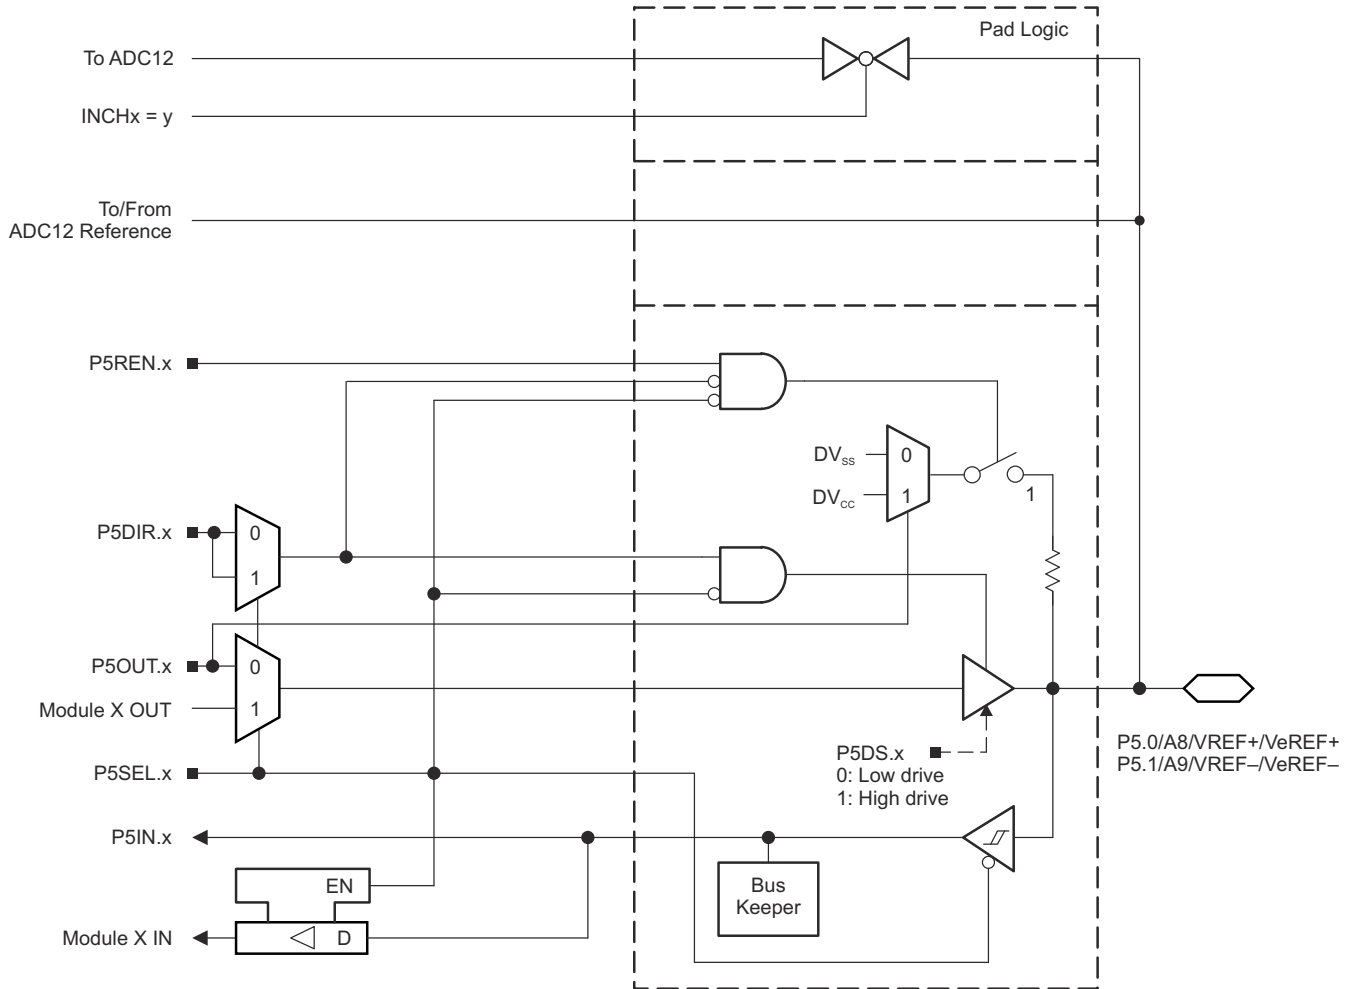 Pad Logic
To ADC12
INCHx = y
To/From
ADC12 Reference
P5REN.x
DVSS
0
DVCC
1
1
P5DIR.x
0
1
P5OUT.x
0
Module X OUT
1
P5DS.x
0: Low drive
1: High drive
P5.0/A8/VREF+/VeREF+
P5.1/A9/VREF–/VeREF–
P5SEL.x
P5IN.x
EN
Bus
Keeper
Module X IN
D